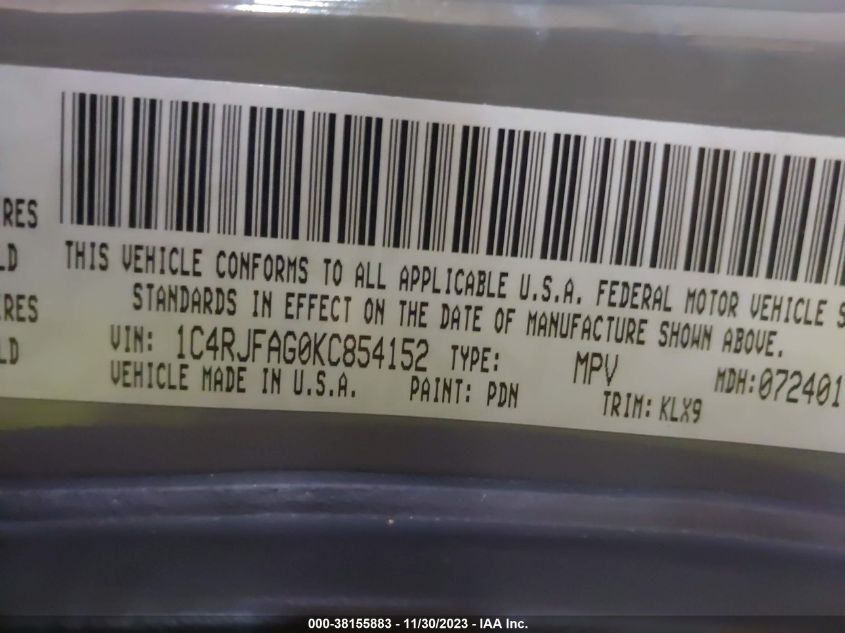 RES
LD
IRES
LD
THIS VEHICLE CONFORMS TO ALL APPLICABLE U.S.A. FEDERAL MOTOR VEHICLE S
STANDARDS IN EFFECT ON THE DATE OF MANUFACTURE SHOWN ABOVE.
VIN: 1C4RJFAG0KC854152 TYPE: MPV MDH:072401
VEHICLE MADE IN U.S.A. PAINT: PDN TRIM: KLX9
000-38155883 - 11/30/2023 - IAA Inc.